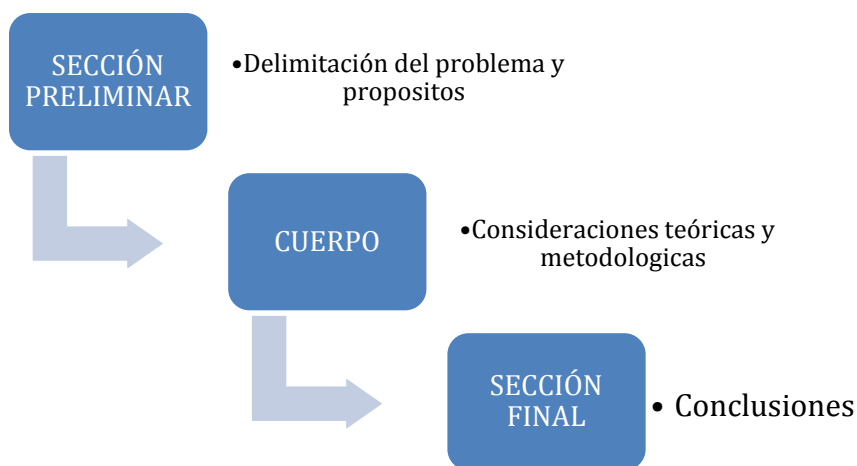 SECCIÓN
PRELIMINAR
•Delimitación del problema y
propositos
CUERPO
•Consideraciones teóricas y
metodologicas
SECCIÓN
FINAL
• Conclusiones